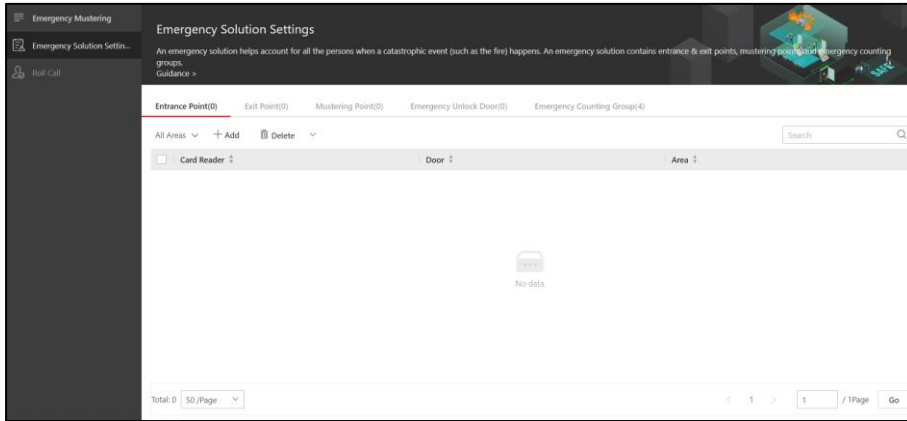 Emergency Mustering
Emergency Solution Settin...
Roll Call
Emergency Solution Settings
An emergency solution helps account for all the persons when a catastrophic event (such as the fire) happens. An emergency solution contains entrance & exit points, mustering points and emergency counting
groups.
Guidance >
Entrance Point(0) Exit Point(0) Mustering Point(0) Emergency Unlock Door(0) Emergency Counting Group(4)
All Areas + Add Delete Search
Card Reader Door Area
No data.
Total: 0 50 /Page < 1 > 1 / 1Page Go